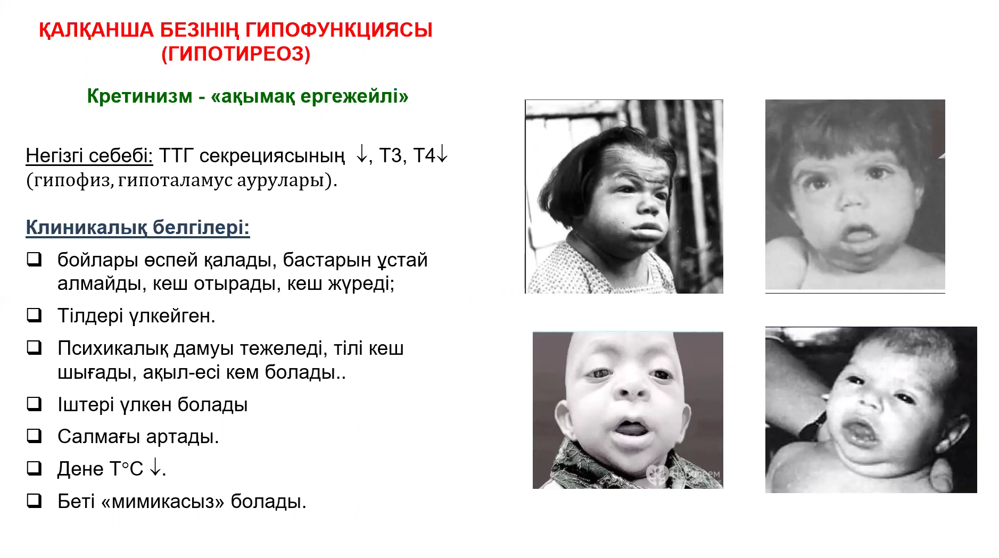 ҚАЛҚАНША БЕЗІНІҢ ГИПОФУНКЦИЯСЫ
(ГИПОТИРЕОЗ)
Кретинизм - «ақымақ ергежейлі»
Негізгі себебі: ТТГ секрециясының ↓, Т3, Т4↓
(гипофиз, гипоталамус аурулары).
Клиникалық белгілері:
❑ бойлары өспей қалады, бастарын ұстай
алмайды, кеш отырады, кеш жүреді;
❑ Тілдері үлкейген.
❑ Психикалық дамуы тежеледі, тілі кеш
шығады, ақыл-есі кем болады..
❑ Іштері үлкен болады
❑ Салмағы артады.
❑ Дене Т°С ↓.
❑ Беті «мимикасыз» болады.
Неболеем